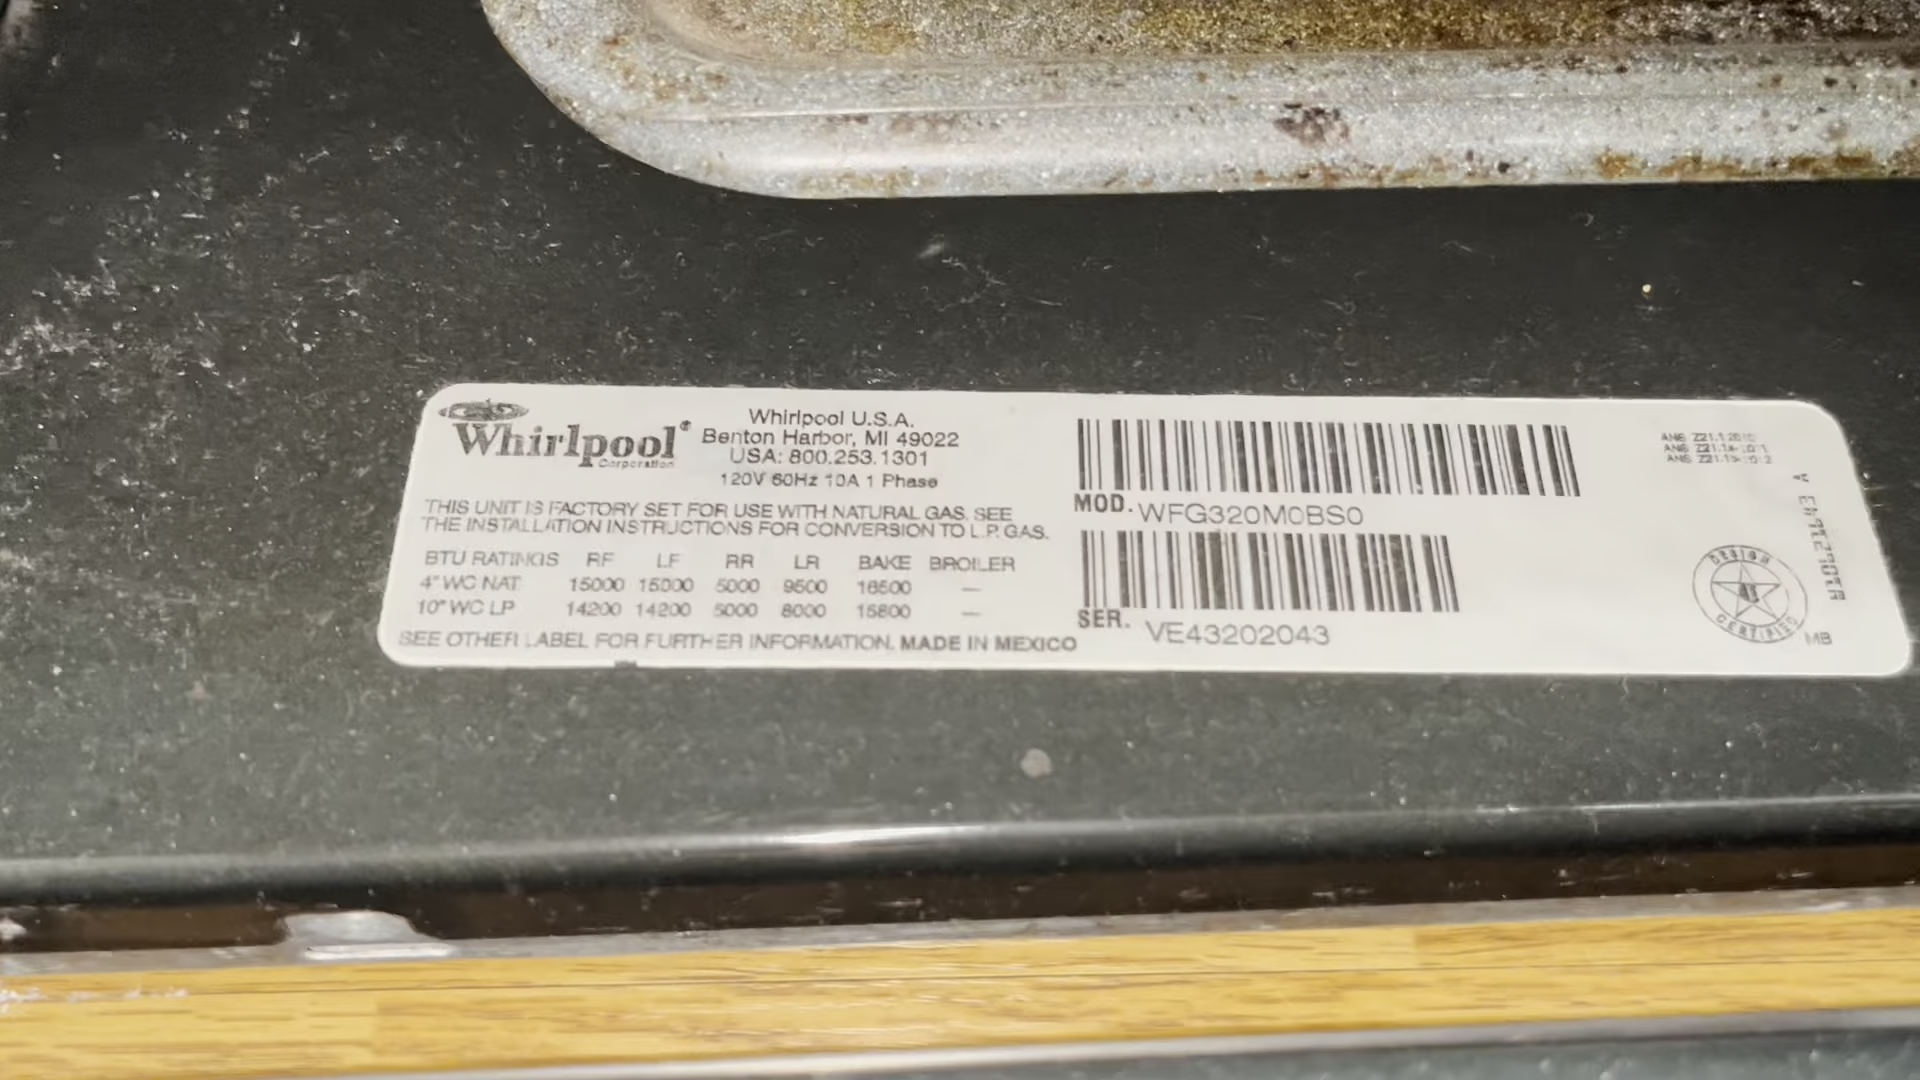 Whirlpool®
Corporation
Whirlpool U.S.A.
Benton Harbor, MI 49022
USA: 800.253.1301
120V 60Hz 10A 1 Phase
THIS UNIT IS FACTORY SET FOR USE WITH NATURAL GAS. SEE
THE INSTALLATION INSTRUCTIONS FOR CONVERSION TO L.P. GAS.
BTU RATINGS RF LF RR LR BAKE BROILER
4" WC NAT. 15000 15000 5000 9500 16500 —
10" WC LP 14200 14200 5000 8000 15800 —
SEE OTHER LABEL FOR FURTHER INFORMATION. MADE IN MEXICO
MOD. WFG320M0BS0
SER. VE43202043
DESIGN
CERTIFIED
MB